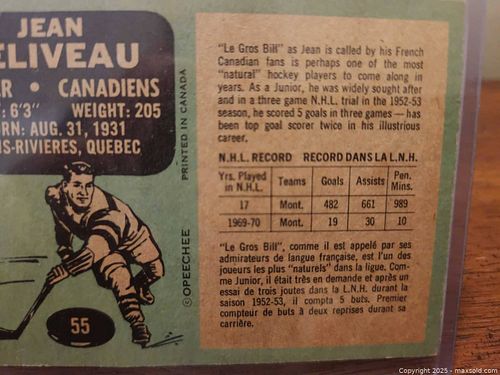 JEAN
ELIVEAU
ER • CANADIENS
: 6'3" WEIGHT: 205
RN: AUG. 31, 1931
IS-RIVIERES, QUEBEC
55
PRINTED IN CANADA
© OPEECHEE
"Le Gros Bill" as Jean is called by his French
Canadian fans is perhaps one of the most
"natural" hockey players to come along in
years. As a Junior, he was widely sought after
and in a three game N.H.L. trial in the 1952-53
season, he scored 5 goals in three games — has
been top goal scorer twice in his illustrious
career.
N.H.L. RECORD RECORD DANS LA L.N.H.
Yrs. Played in N.H.L. Teams Goals Assists Pen. Mins.
17 Mont. 482 661 989
1969-70 Mont. 19 30 10
"Le Gros Bill", comme il est appelé par ses
admirateurs de langue française, est l'un des
joueurs les plus "naturels" dans la ligue. Com-
me Junior, il était très en demande et après un
essai de trois joutes dans la L.N.H. durant la
saison 1952-53, il compta 5 buts. Premier
compteur de buts à deux reprises durant sa
carrière.
Copyright 2025 - maxsold.com